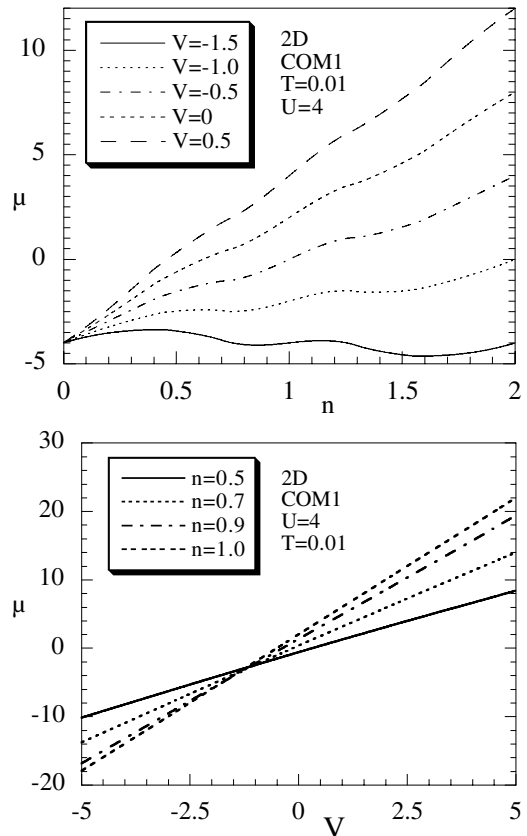 10
5
0
-5
μ
V=-1.5
V=-1.0
V=-0.5
V=0
V=0.5
2D
COM1
T=0.01
U=4
0 0.5 1 1.5 2
n
30
20
10
0
-10
-20
μ
n=0.5
n=0.7
n=0.9
n=1.0
2D
COM1
U=4
T=0.01
-5 -2.5 0 2.5 5
V